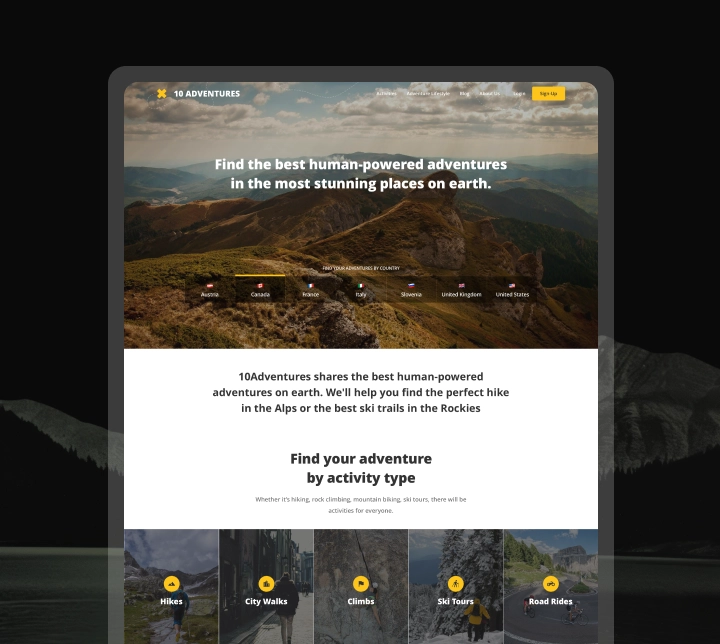 10 ADVENTURES
Activities Adventure Lifestyle Blog About Us Login Sign Up
Find the best human-powered adventures
in the most stunning places on earth.
FIND YOUR ADVENTURES BY COUNTRY
Austria Canada France Italy Slovenia United Kingdom United States
10Adventures shares the best human-powered
adventures on earth. We'll help you find the perfect hike
in the Alps or the best ski trails in the Rockies
Find your adventure
by activity type
Whether it's hiking, rock climbing, mountain biking, ski tours, there will be
activities for everyone.
Hikes City Walks Climbs Ski Tours Road Rides